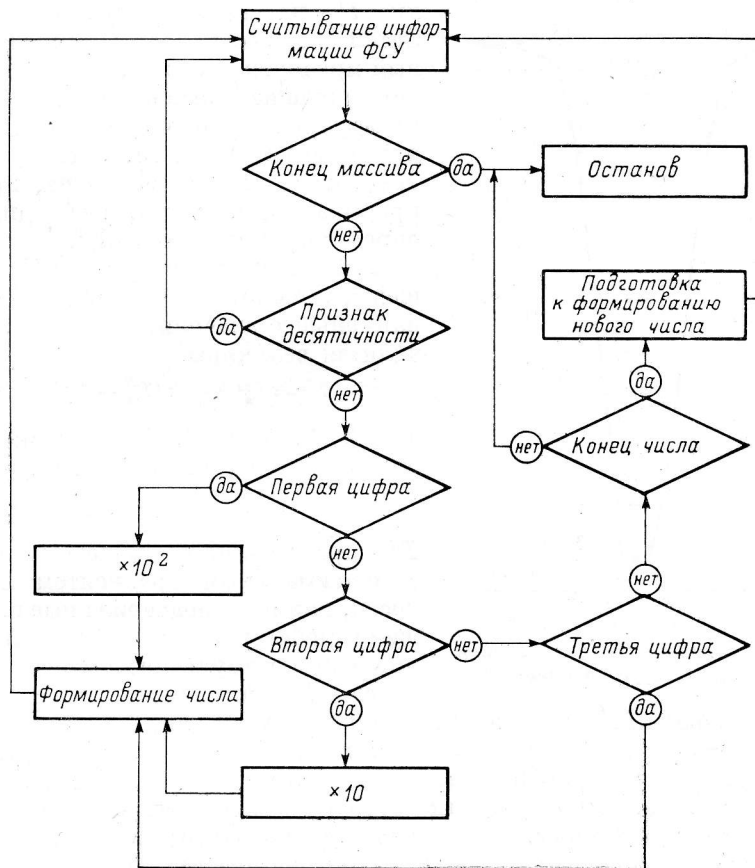 Считывание инфор-
мации ФСУ
Конец массива
да
Останов
нет
Подготовка
к формированию
нового числа
Признак
десятичности
да
нет
да
Конец числа
нет
Первая цифра
да
нет
×10²
нет
Вторая цифра
нет
Третья цифра
Формирование числа
да
да
×10